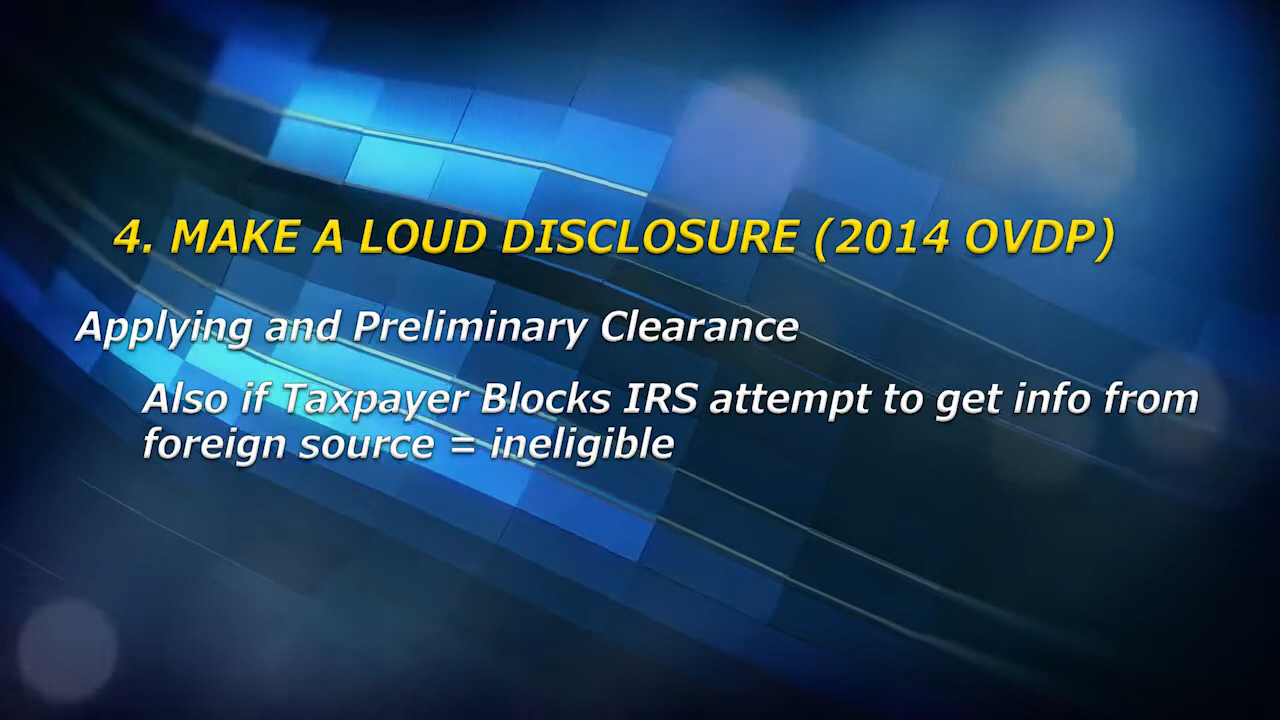 4. MAKE A LOUD DISCLOSURE (2014 OVDP)
Applying and Preliminary Clearance
Also if Taxpayer Blocks IRS attempt to get info from
foreign source = ineligible